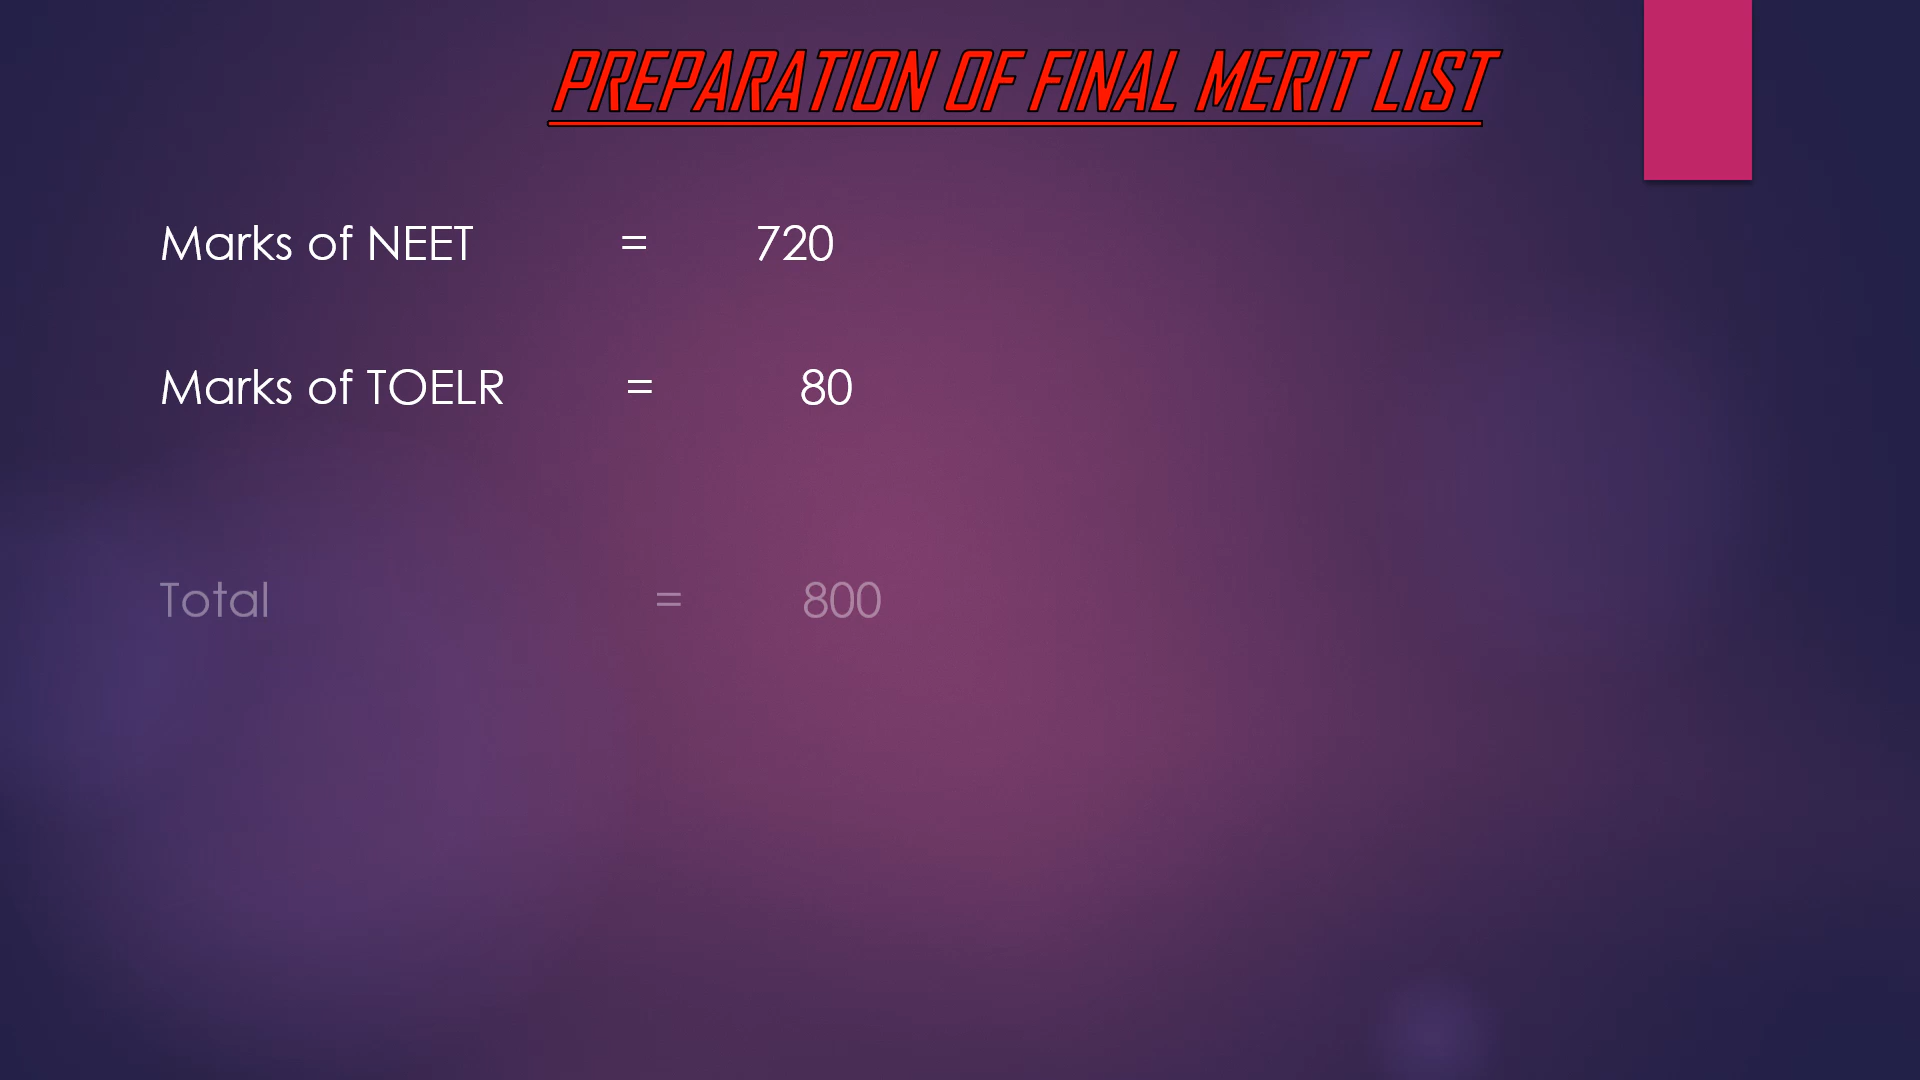 PREPARATION OF FINAL MERIT LIST
Marks of NEET = 720
Marks of TOELR = 80
Total = 800